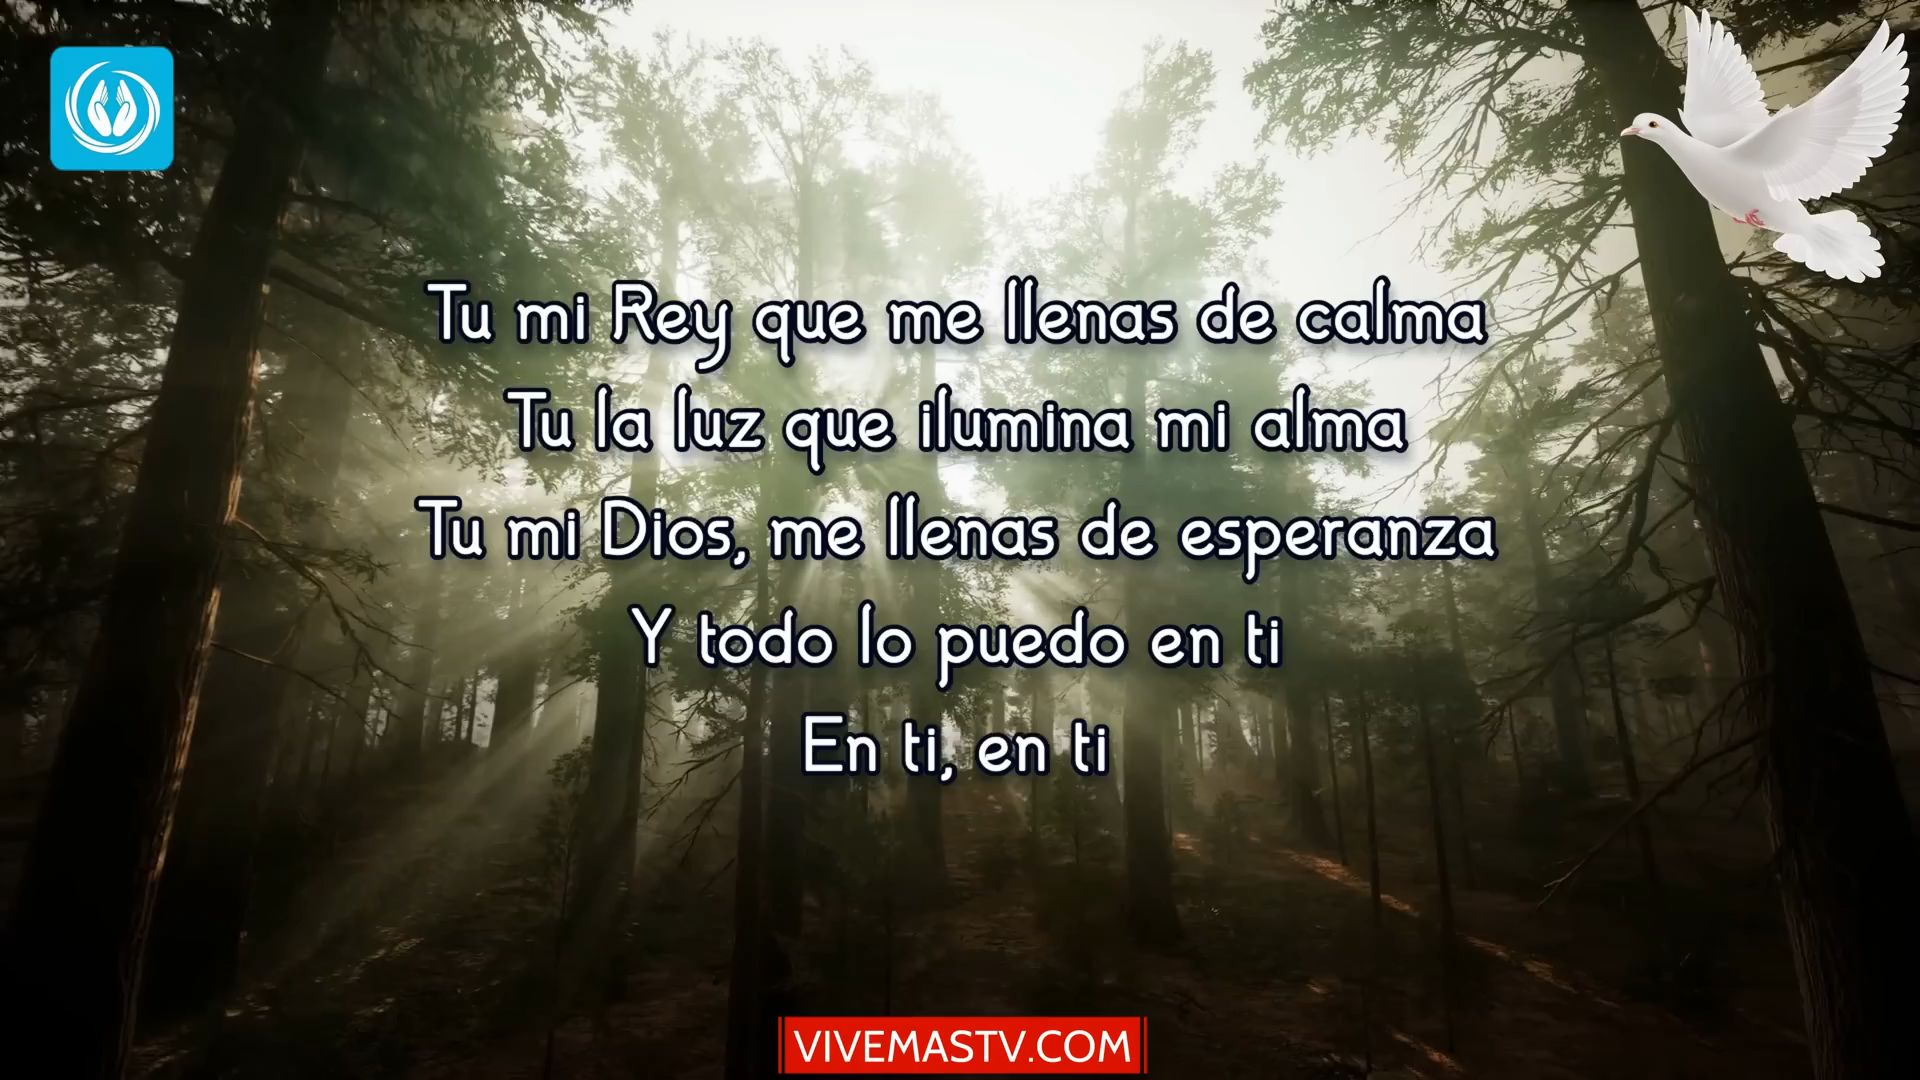 Tu mi Rey que me llenas de calma
Tu la luz que ilumina mi alma
Tu mi Dios, me llenas de esperanza
Y todo lo puedo en ti
En ti, en ti
VIVEMASTV.COM